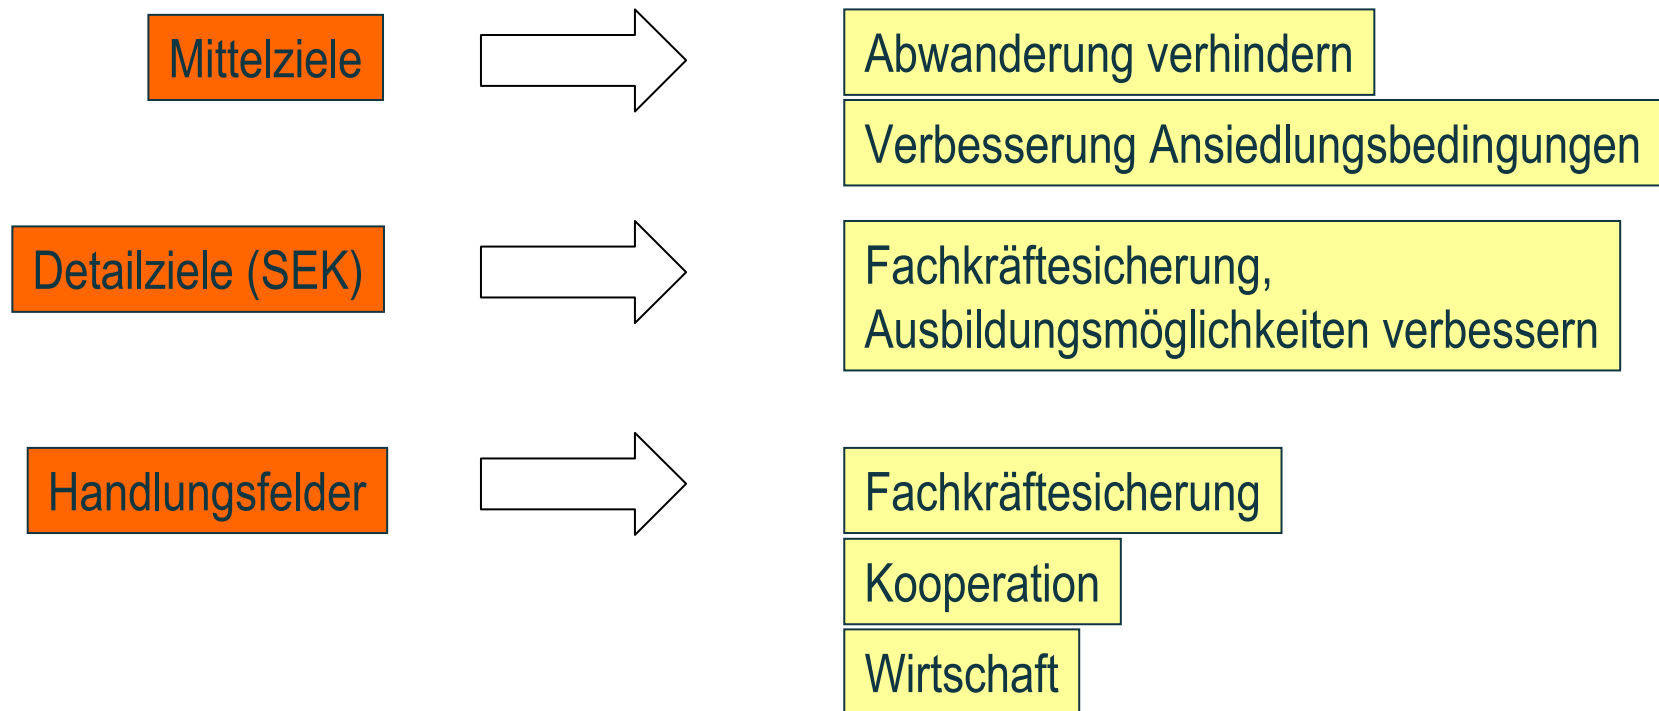 Mittelziele
Abwanderung verhindern
Verbesserung Ansiedlungsbedingungen
Detailziele (SEK)
Fachkräftesicherung,
Ausbildungsmöglichkeiten verbessern
Handlungsfelder
Fachkräftesicherung
Kooperation
Wirtschaft